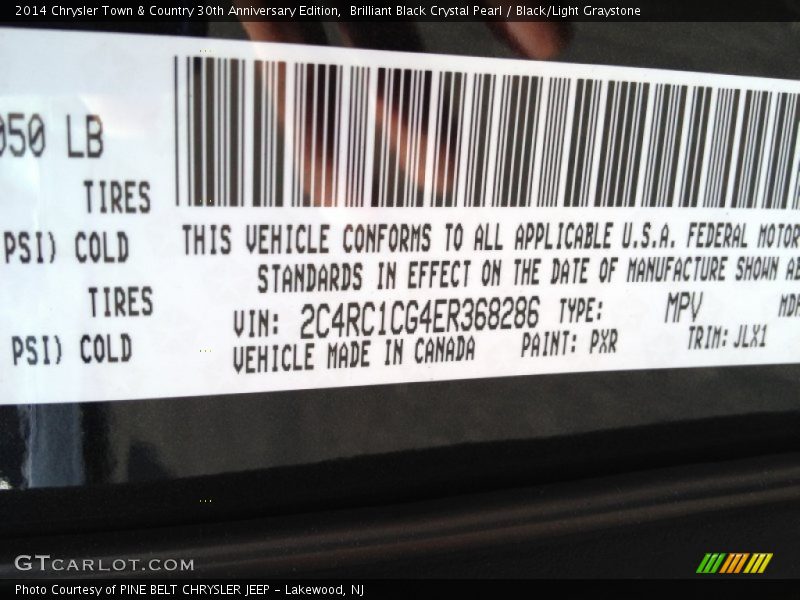 2014 Chrysler Town & Country 30th Anniversary Edition,  Brilliant Black Crystal Pearl / Black/Light Graystone
050 LB
TIRES
PSI) COLD
TIRES
PSI) COLD
THIS VEHICLE CONFORMS TO ALL APPLICABLE U.S.A. FEDERAL MOTOR
STANDARDS IN EFFECT ON THE DATE OF MANUFACTURE SHOWN AB
VIN: 2C4RC1CG4ER368286 TYPE: MPV MDH
VEHICLE MADE IN CANADA PAINT: PXR TRIM: JLX1
GTCARLOT.COM
Photo Courtesy of PINE BELT CHRYSLER JEEP - Lakewood, NJ